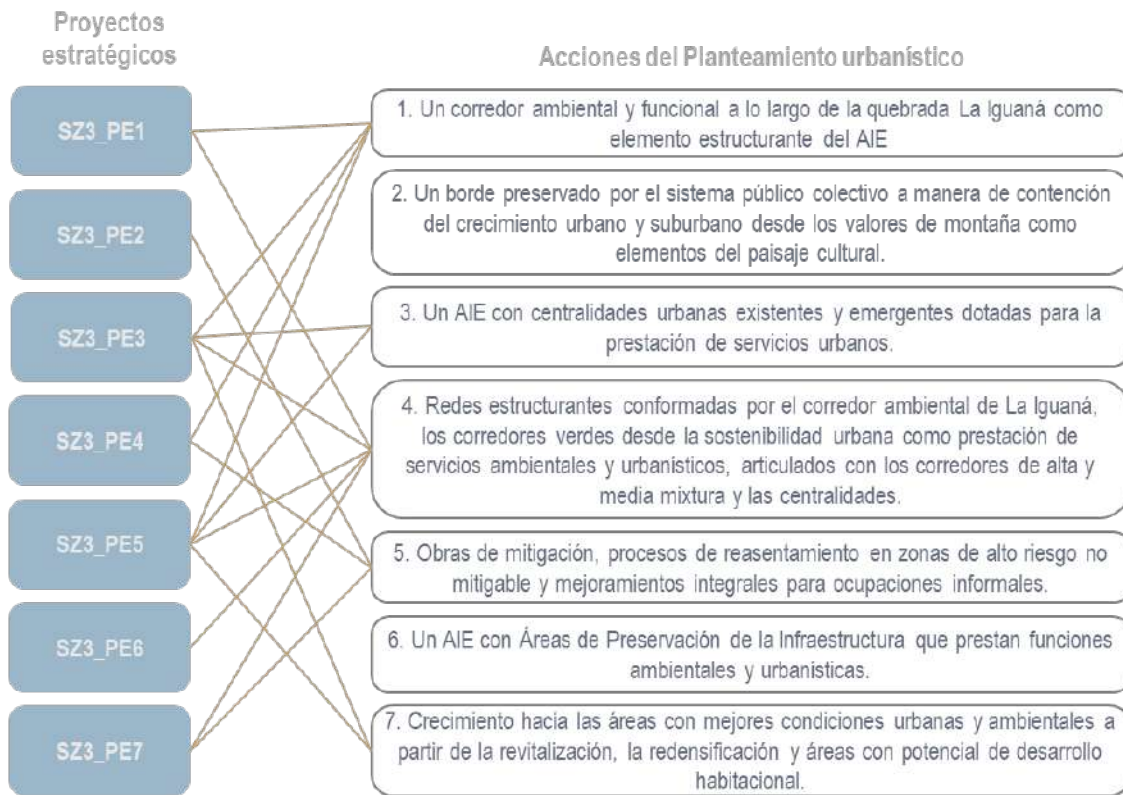 Proyectos
estratégicos
Acciones del Planteamiento urbanístico
SZ3_PE1
SZ3_PE2
SZ3_PE3
SZ3_PE4
SZ3_PE5
SZ3_PE6
SZ3_PE7
1. Un corredor ambiental y funcional a lo largo de la quebrada La Iguaná como
elemento estructurante del AIE
2. Un borde preservado por el sistema público colectivo a manera de contención
del crecimiento urbano y suburbano desde los valores de montaña como
elementos del paisaje cultural.
3. Un AIE con centralidades urbanas existentes y emergentes dotadas para la
prestación de servicios urbanos.
4. Redes estructurantes conformadas por el corredor ambiental de La Iguaná,
los corredores verdes desde la sostenibilidad urbana como prestación de
servicios ambientales y urbanísticos, articulados con los corredores de alta y
media mixtura y las centralidades.
5. Obras de mitigación, procesos de reasentamiento en zonas de alto riesgo no
mitigable y mejoramientos integrales para ocupaciones informales.
6. Un AIE con Áreas de Preservación de la Infraestructura que prestan funciones
ambientales y urbanísticas.
7. Crecimiento hacia las áreas con mejores condiciones urbanas y ambientales a
partir de la revitalización, la redensificación y áreas con potencial de desarrollo
habitacional.